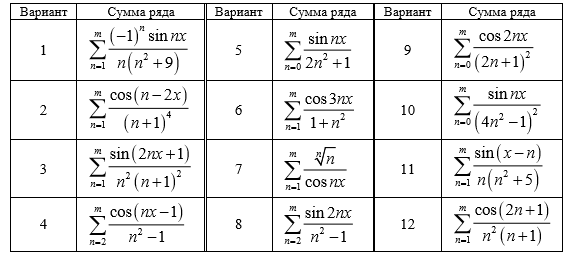 Вариант Сумма ряда Вариант Сумма ряда Вариант Сумма ряда
1 \sum_{n=1}^{m} \frac{(-1)^n \sin nx}{n(n^2+9)} 5 \sum_{n=0}^{m} \frac{\sin nx}{2n^2+1} 9 \sum_{n=0}^{m} \frac{\cos 2nx}{(2n+1)^2}
2 \sum_{n=1}^{m} \frac{\cos(n-2x)}{(n+1)^4} 6 \sum_{n=1}^{m} \frac{\cos 3nx}{1+n^2} 10 \sum_{n=0}^{m} \frac{\sin nx}{(4n^2-1)^2}
3 \sum_{n=1}^{m} \frac{\sin(2nx+1)}{n^2(n+1)^2} 7 \sum_{n=1}^{m} \frac{\sqrt[n]{n}}{\cos nx} 11 \sum_{n=1}^{m} \frac{\sin(x-n)}{n(n^2+5)}
4 \sum_{n=2}^{m} \frac{\cos(nx-1)}{n^2-1} 8 \sum_{n=2}^{m} \frac{\sin 2nx}{n^2-1} 12 \sum_{n=1}^{m} \frac{\cos(2n+1)}{n^2(n+1)}